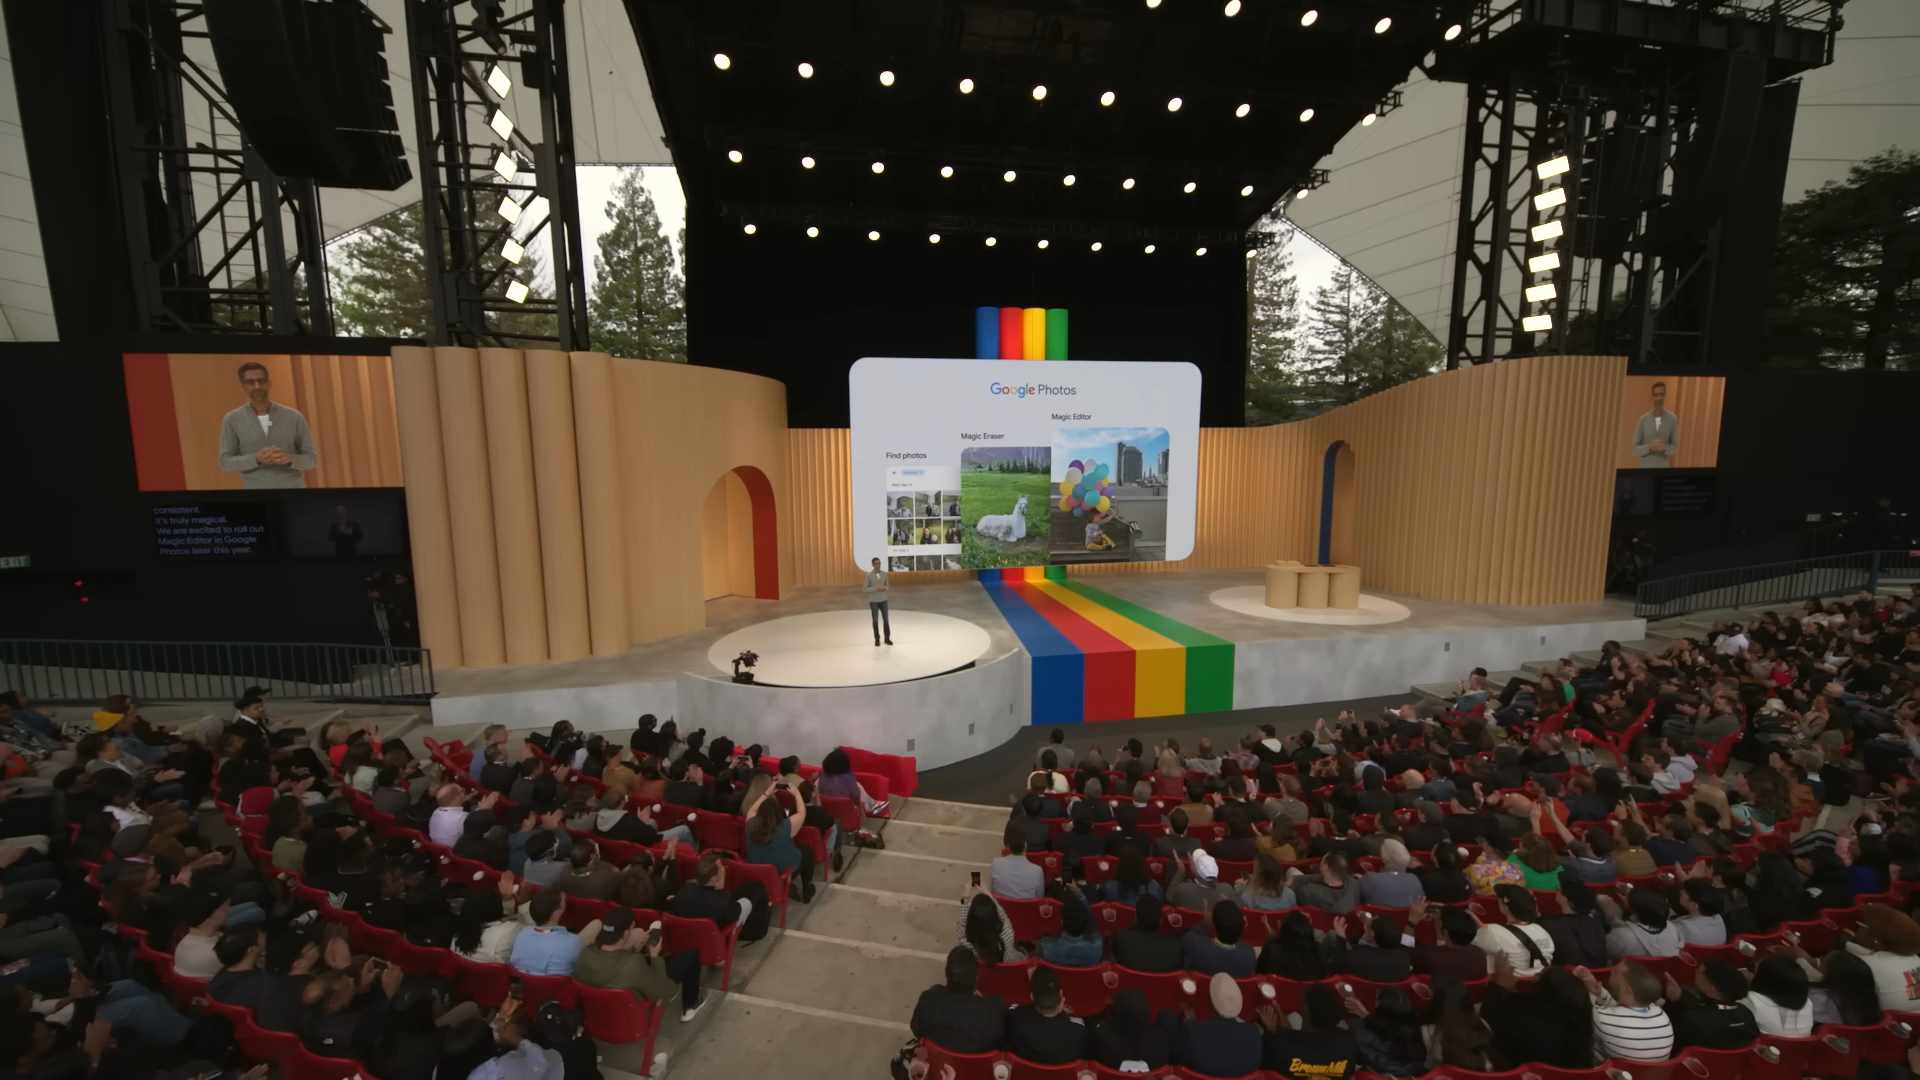 Google Photos
Magic Editor
Magic Eraser
Find photos
consistent.
It's truly magical.
We are excited to roll out
Magic Editor in Google
Photos later this year.
EXIT